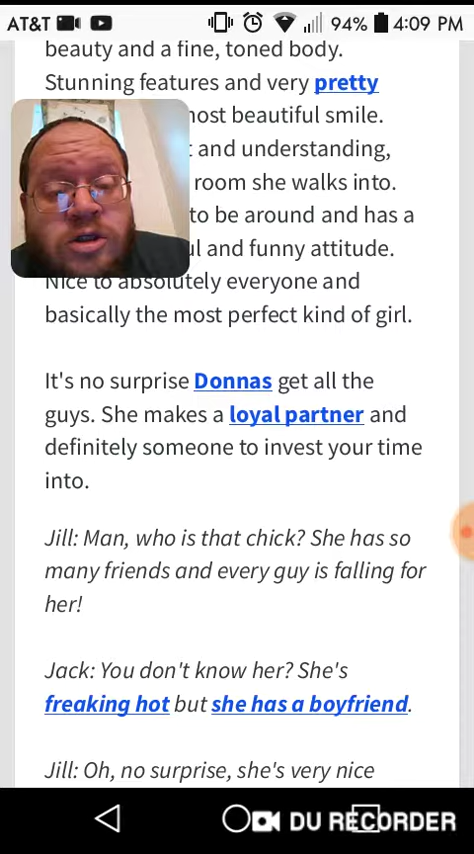 AT&T 94% 4:09 PM
beauty and a fine, toned body.
Stunning features and very pretty
most beautiful smile.
and understanding,
room she walks into.
to be around and has a
and funny attitude.
Nice to absolutely everyone and
basically the most perfect kind of girl.
It's no surprise Donnas get all the
guys. She makes a loyal partner and
definitely someone to invest your time
into.
Jill: Man, who is that chick? She has so
many friends and every guy is falling for
her!
Jack: You don't know her? She's
freaking hot but she has a boyfriend.
Jill: Oh, no surprise, she's very nice
DU RECORDER